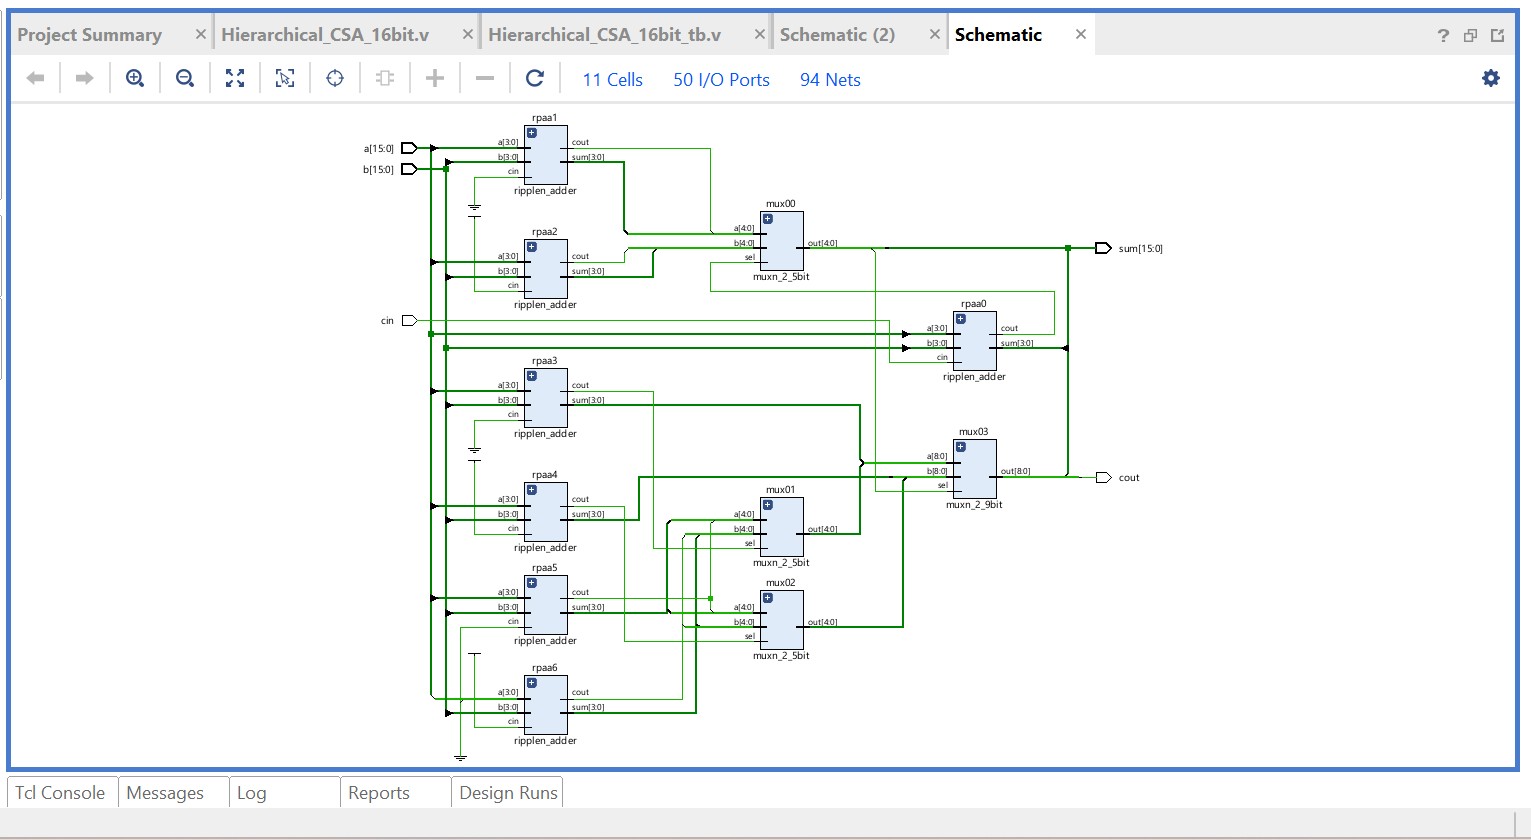 Project Summary × Hierarchical_CSA_16bit.v × Hierarchical_CSA_16bit_tb.v × Schematic (2) × Schematic × ?
11 Cells 50 I/O Ports 94 Nets
rpaa1
a[15:0]
b[15:0]
a[3:0] cout
b[3:0] sum[3:0]
cin
ripplen_adder
mux00
a[4:0]
b[4:0] out[4:0]
sel
muxn_2_5bit
sum[15:0]
rpaa2
a[3:0] cout
b[3:0] sum[3:0]
cin
ripplen_adder
cin
rpaa0
a[3:0] cout
b[3:0] sum[3:0]
cin
ripplen_adder
rpaa3
a[3:0] cout
b[3:0] sum[3:0]
cin
ripplen_adder
mux03
a[8:0]
b[8:0] out[8:0]
sel
muxn_2_9bit
cout
rpaa4
a[3:0] cout
b[3:0] sum[3:0]
cin
ripplen_adder
mux01
a[4:0]
b[4:0] out[4:0]
sel
muxn_2_5bit
rpaa5
a[3:0] cout
b[3:0] sum[3:0]
cin
ripplen_adder
mux02
a[4:0]
b[4:0] out[4:0]
sel
muxn_2_5bit
rpaa6
a[3:0] cout
b[3:0] sum[3:0]
cin
ripplen_adder
Tcl Console Messages Log Reports Design Runs